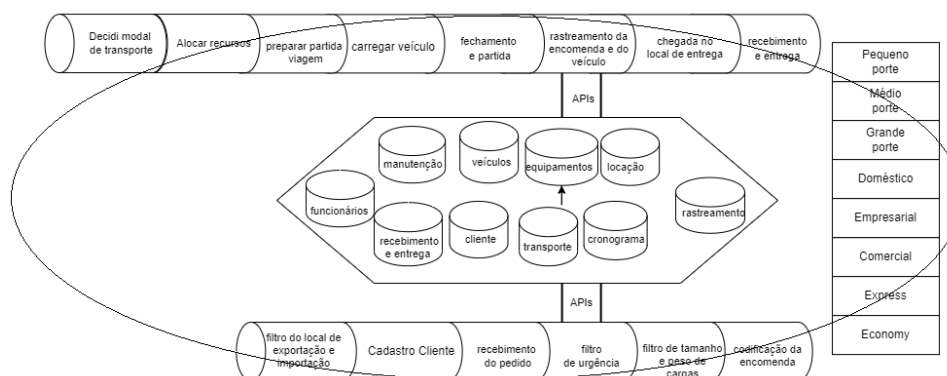 Decidi modal
de transporte
Alocar recursos
preparar partida
viagem
carregar veículo
fechamento
e partida
rastreamento da
encomenda e do
veículo
chegada no
local de entrega
recebimento
e entrega
Pequeno
porte
Médio
porte
Grande
porte
Doméstico
Empresarial
Comercial
Express
Economy
APIs
manutenção
veículos
equipamentos
locação
funcionários
rastreamento
recebimento
e entrega
cliente
transporte
cronograma
APIs
filtro do local de
exportação e
importação
Cadastro Cliente
recebimento
do pedido
filtro
de urgência
filtro de tamanho
e peso de
cargas
codificação da
encomenda